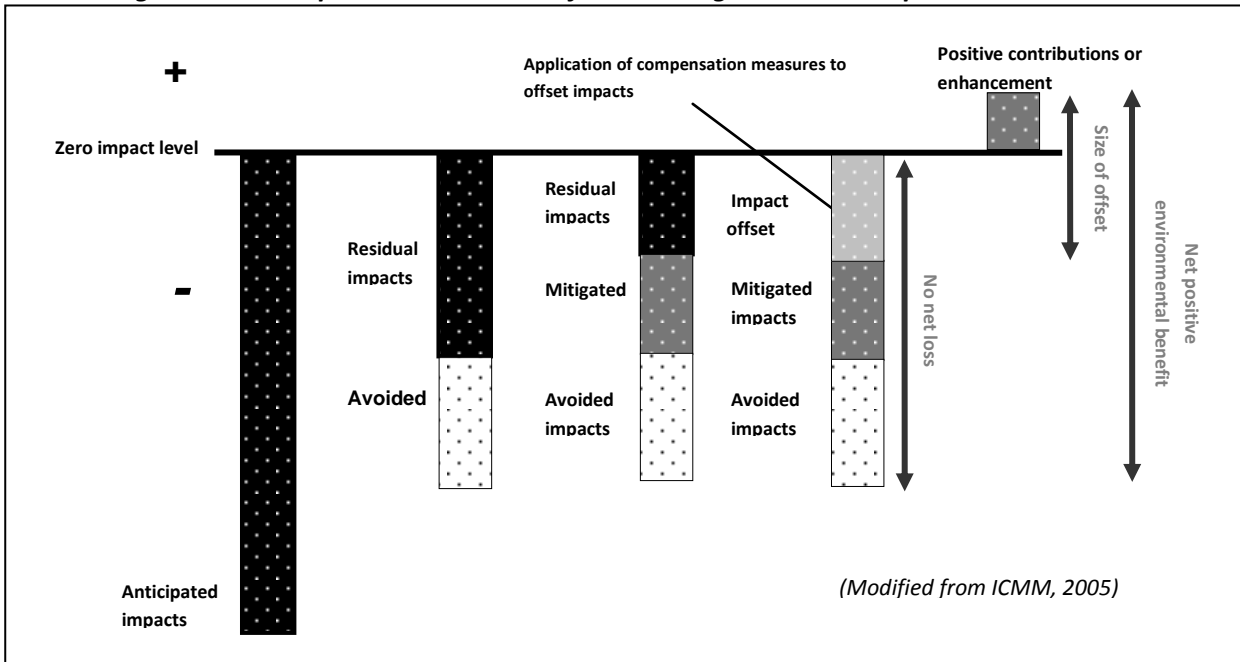 +
Positive contributions or
enhancement
Application of compensation measures to
offset impacts
Zero impact level
Size of offset
Residual
impacts
Impact
offset
Residual
impacts
-
Mitigated
Mitigated
impacts
No net loss
Net positive
environmental benefit
Avoided
Avoided
impacts
Avoided
impacts
Anticipated
impacts
(Modified from ICMM, 2005)